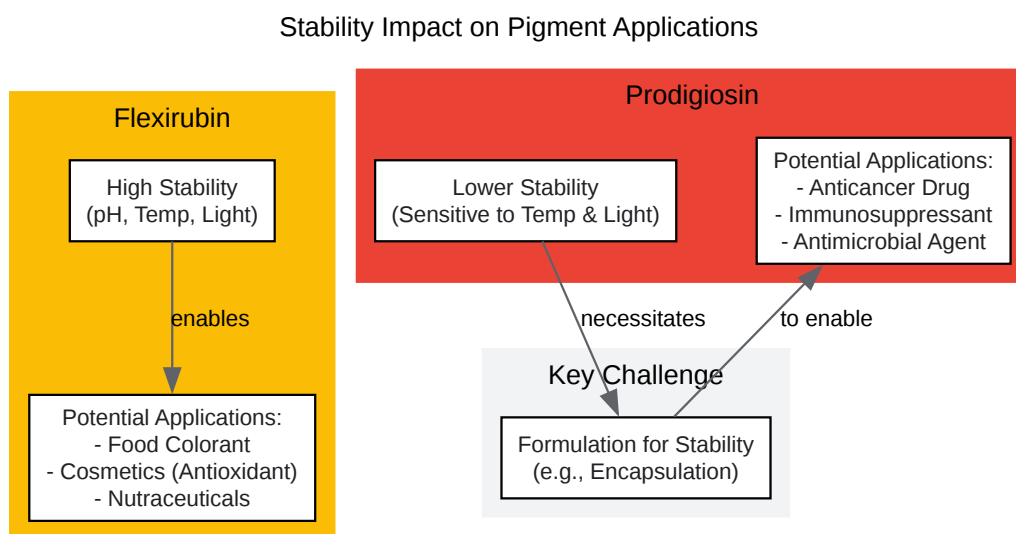 Stability Impact on Pigment Applications
Flexirubin
High Stability
(pH, Temp, Light)
enables
Potential Applications:
- Food Colorant
- Cosmetics (Antioxidant)
- Nutraceuticals
Prodigiosin
Lower Stability
(Sensitive to Temp & Light)
Potential Applications:
- Anticancer Drug
- Immunosuppressant
- Antimicrobial Agent
necessitates
to enable
Key Challenge
Formulation for Stability
(e.g., Encapsulation)